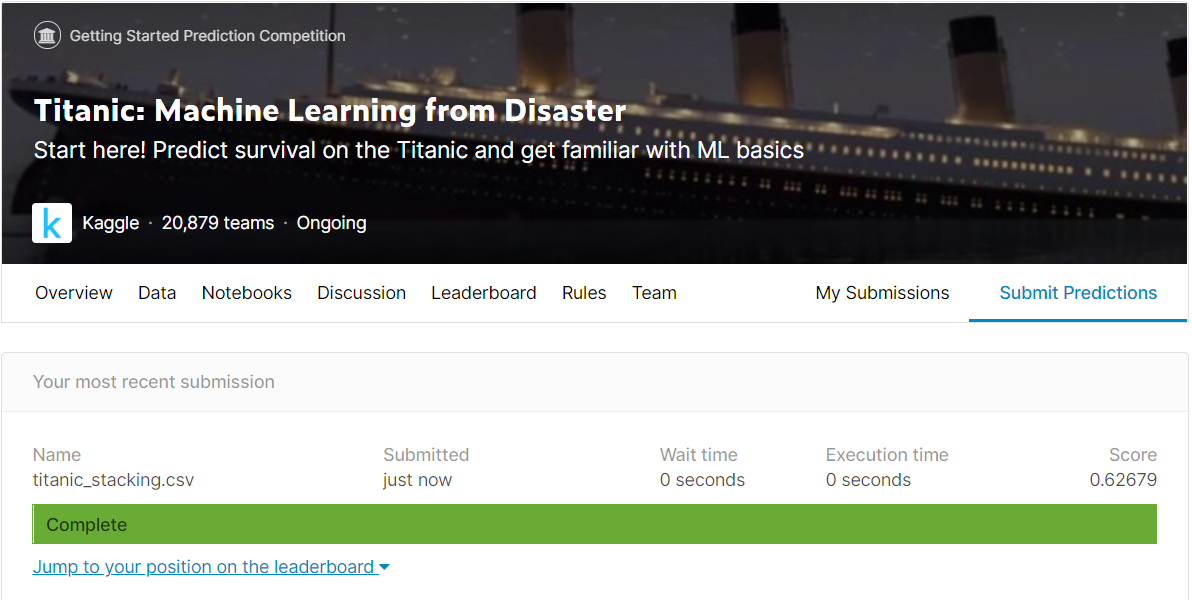 Getting Started Prediction Competition
Titanic: Machine Learning from Disaster
Start here! Predict survival on the Titanic and get familiar with ML basics
k Kaggle · 20,879 teams · Ongoing
Overview Data Notebooks Discussion Leaderboard Rules Team My Submissions Submit Predictions
Your most recent submission
Name Submitted Wait time Execution time Score
titanic_stacking.csv just now 0 seconds 0 seconds 0.62679
Complete
Jump to your position on the leaderboard